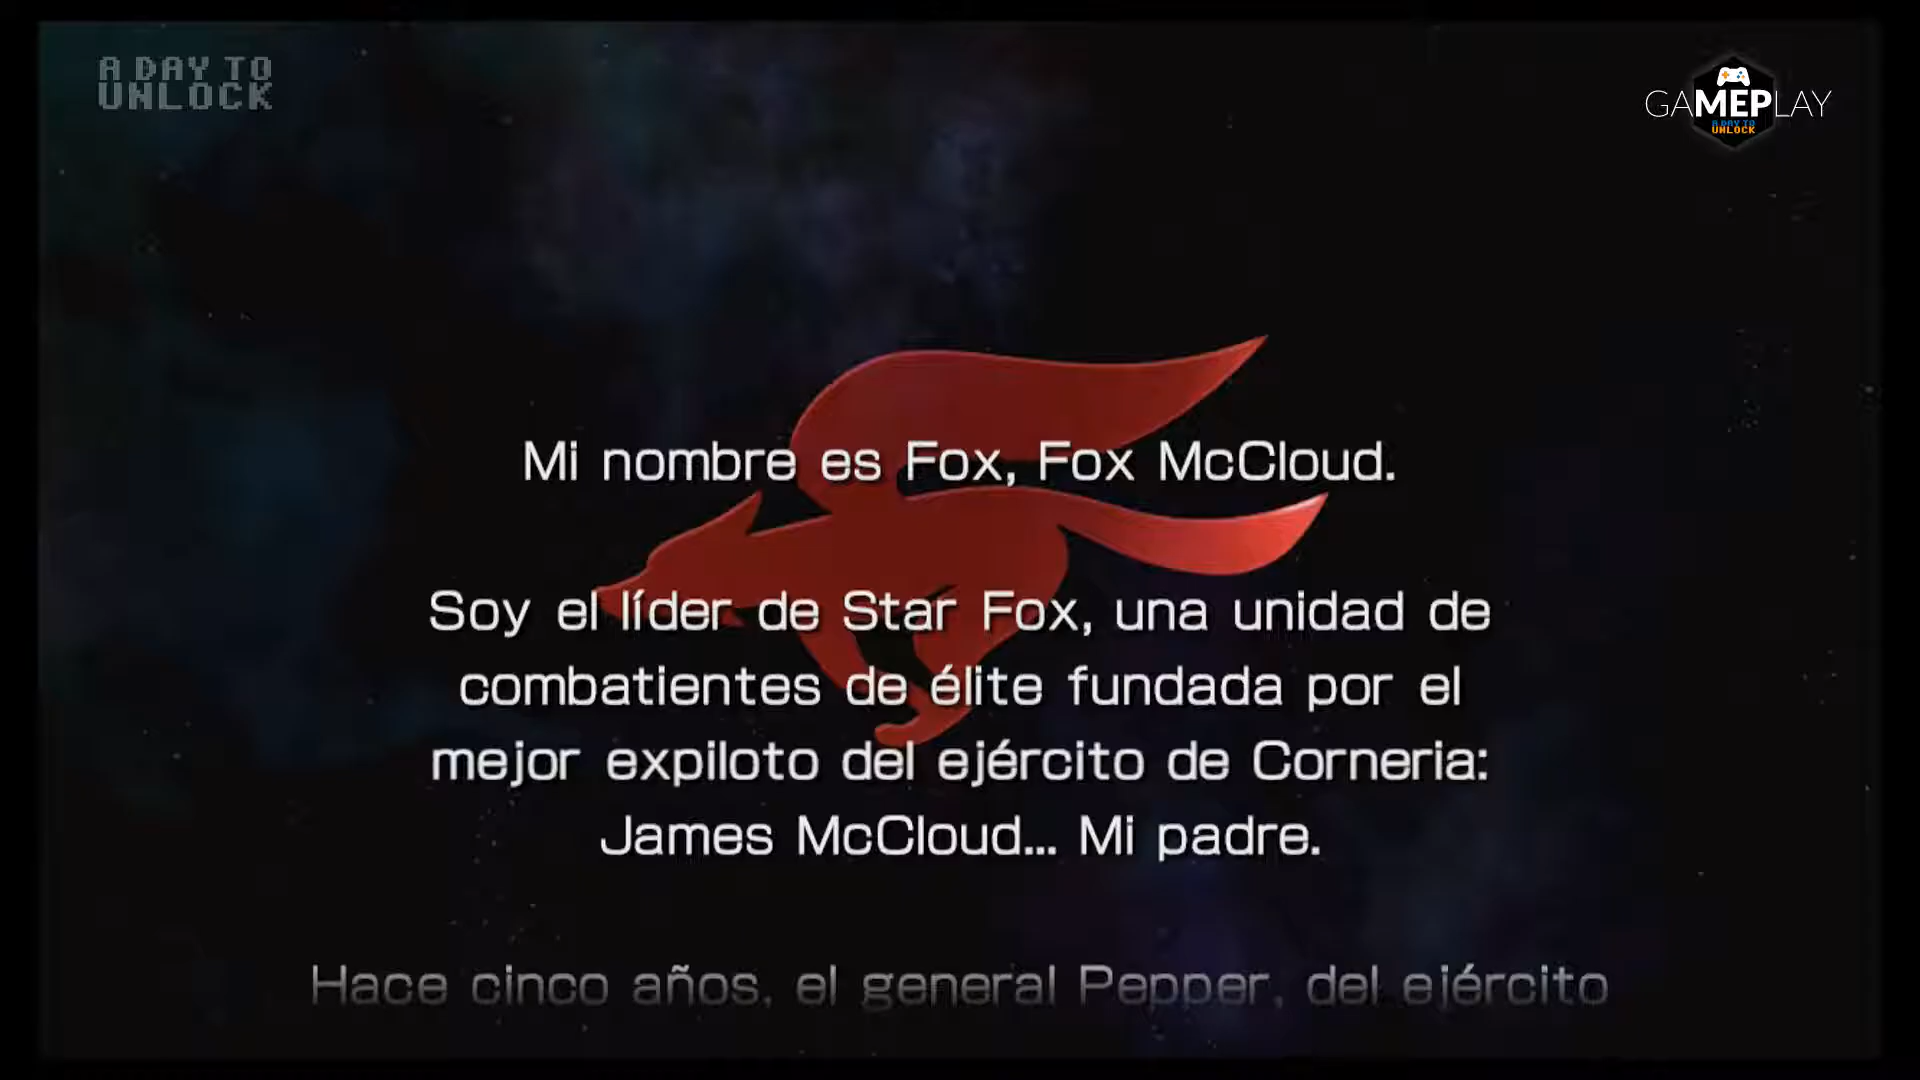 A DAY TO
UNLOCK
GAMEPLAY
A DAY TO
UNLOCK
Mi nombre es Fox, Fox McCloud.
Soy el líder de Star Fox, una unidad de
combatientes de élite fundada por el
mejor expiloto del ejército de Corneria:
James McCloud... Mi padre.
Hace cinco años, el general Pepper, del ejército